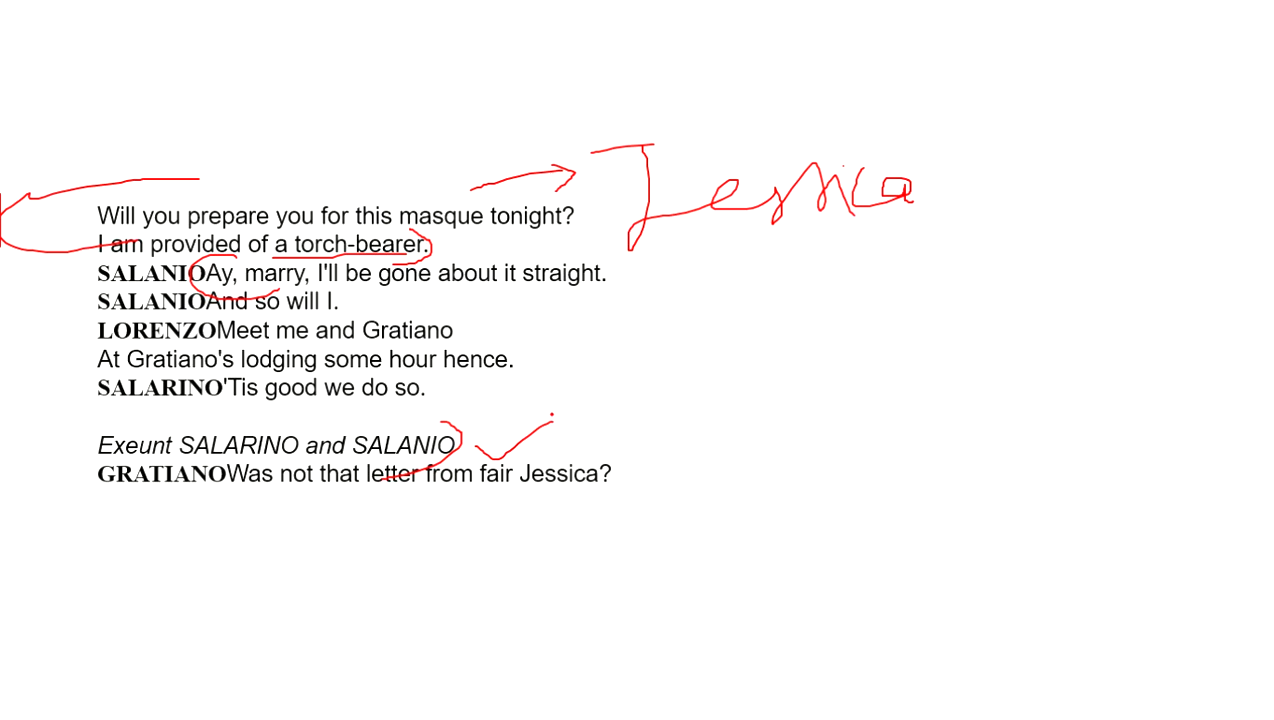 Jessica
Will you prepare you for this masque tonight?
I am provided of a torch-bearer.
SALANIOAy, marry, I'll be gone about it straight.
SALANIOAnd so will I.
LORENZOMeet me and Gratiano
At Gratiano's lodging some hour hence.
SALARINO'Tis good we do so.
Exeunt SALARINO and SALANIO
GRATIANOWas not that letter from fair Jessica?